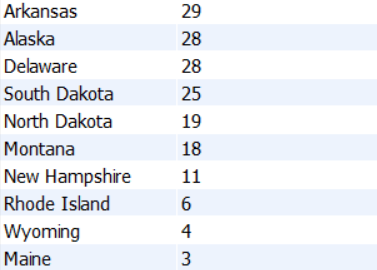 Arkansas 29
Alaska 28
Delaware 28
South Dakota 25
North Dakota 19
Montana 18
New Hampshire 11
Rhode Island 6
Wyoming 4
Maine 3